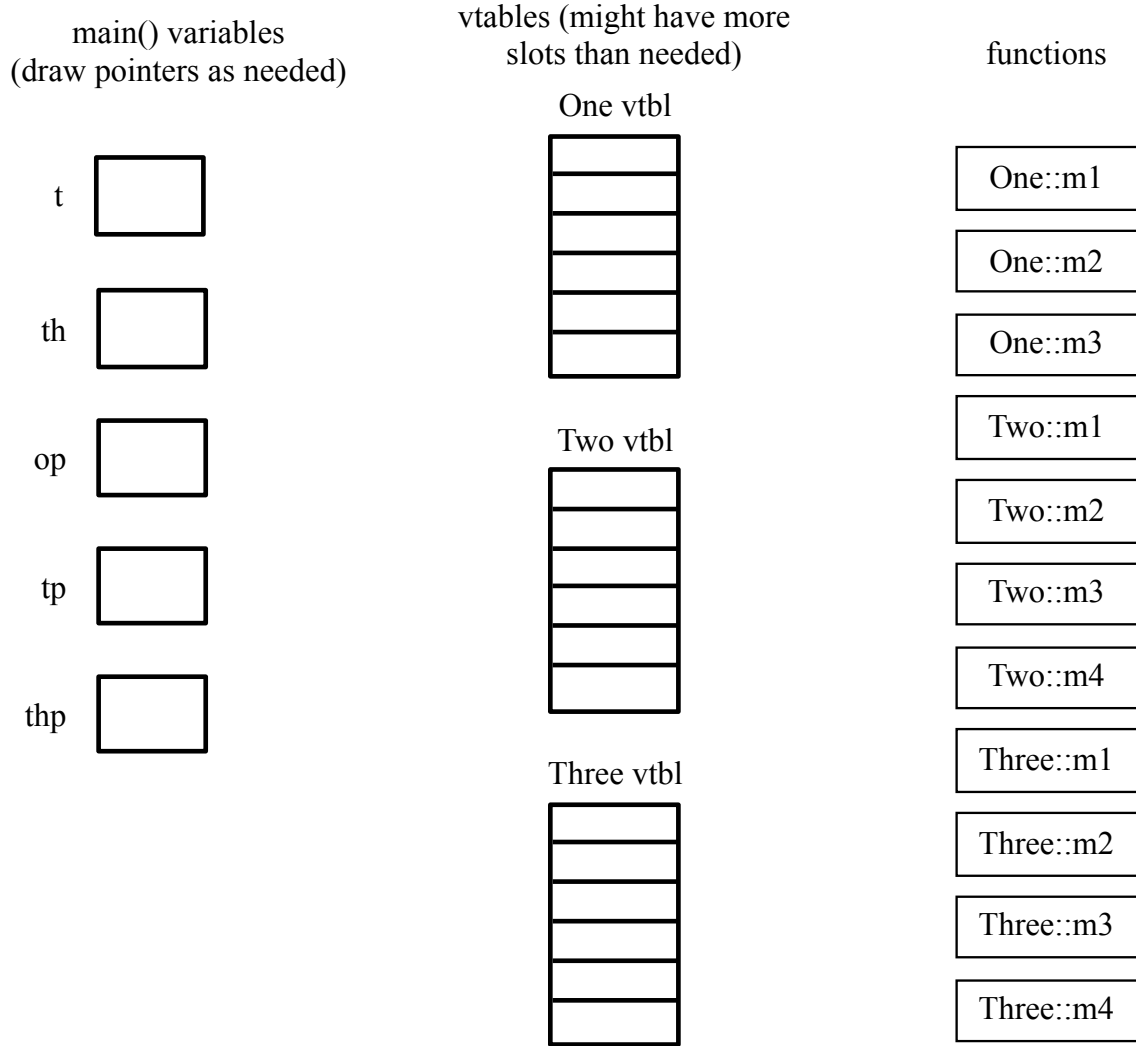 main() variables
(draw pointers as needed)
t
th
op
tp
thp
vtables (might have more
slots than needed)
One vtbl
Two vtbl
Three vtbl
functions
One::m1
One::m2
One::m3
Two::m1
Two::m2
Two::m3
Two::m4
Three::m1
Three::m2
Three::m3
Three::m4